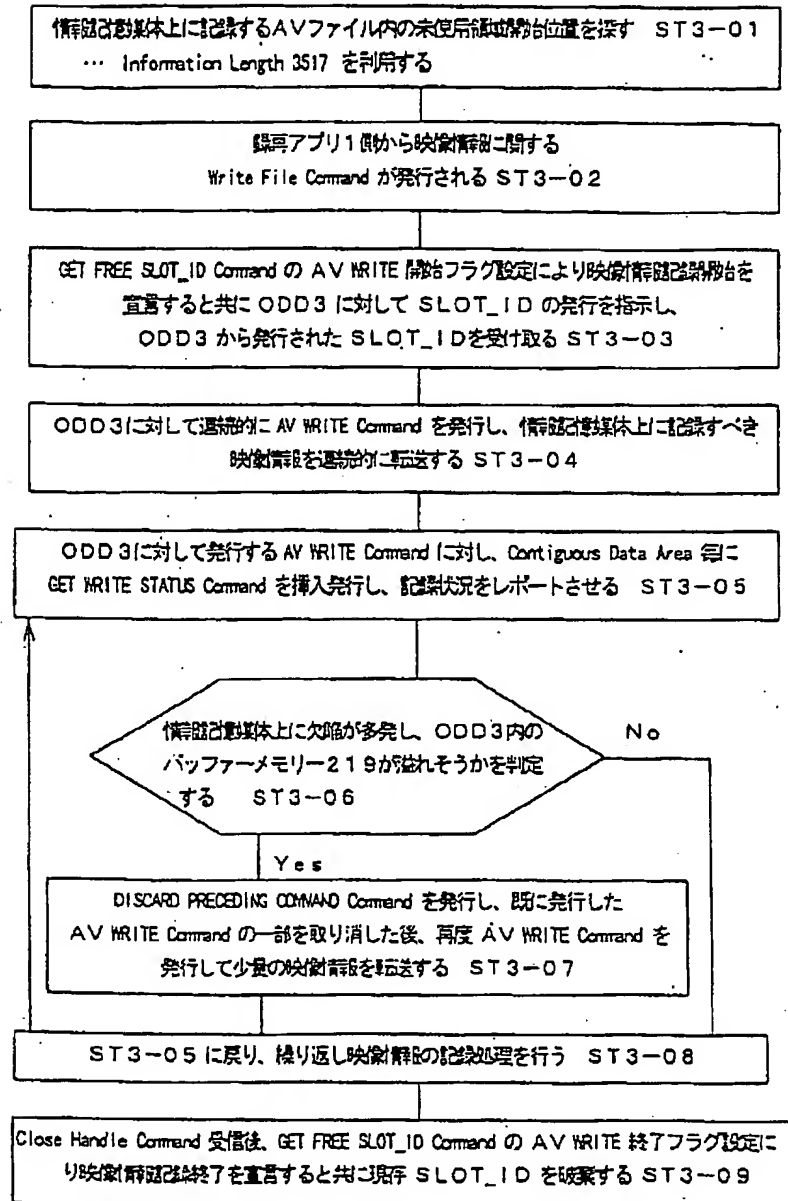 情報記憶媒体上に記録するAVファイル内の未使用領域開始位置を探す ST3-01
… Information Length 3517 を利用する
録再アプリ1側から映像情報に関する
Write File Command が発行される ST3-02
GET FREE SLOT_ID Command の AV WRITE 開始フラグ設定により映像情報記録開始を
宣言すると共に ODD3 に対して SLOT_ID の発行を指示し、
ODD3 から発行された SLOT_IDを受け取る ST3-03
ODD3に対して連続的に AV WRITE Command を発行し、情報記憶媒体上に記録すべき
映像情報を連続的に転送する ST3-04
ODD3に対して発行する AV WRITE Command に対し、Contiguous Data Area 毎に
GET WRITE STATUS Command を挿入発行し、記録状況をレポートさせる ST3-05
情報記憶媒体上に欠陥が多発し、ODD3内の
バッファーメモリー219が溢れそうかを判定
する ST3-06
No
Yes
DISCARD PRECEDING COMMAND Command を発行し、既に発行した
AV WRITE Command の一部を取り消した後、再度 AV WRITE Command を
発行して少量の映像情報を転送する ST3-07
ST3-05 に戻り、繰り返し映像情報の記録処理を行う ST3-08
Close Handle Command 受信後、GET FREE SLOT_ID Command の AV WRITE 終了フラグ設定に
り映像情報記録終了を宣言すると共に現存 SLOT_ID を破棄する ST3-09